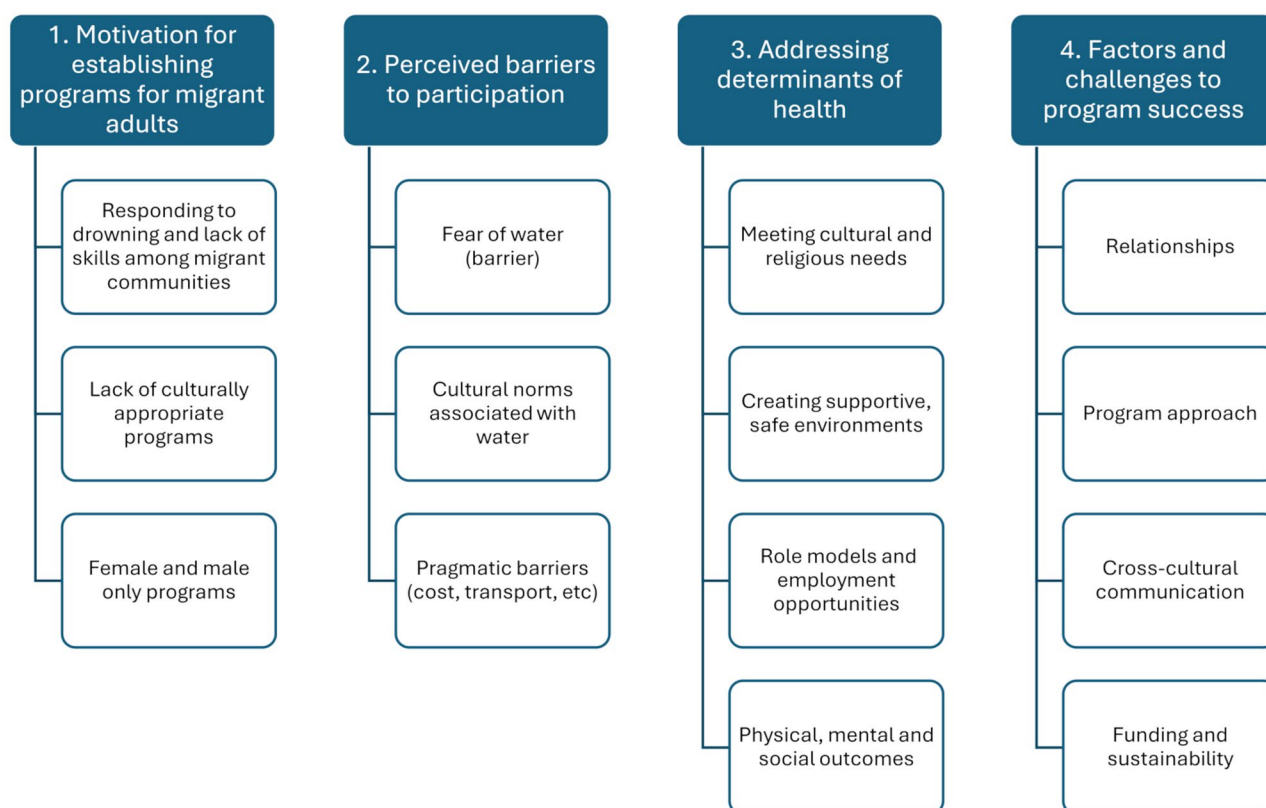 1. Motivation for
establishing
programs for migrant
adults
Responding to
drowning and lack of
skills among migrant
communities
Lack of culturally
appropriate
programs
Female and male
only programs
2. Perceived barriers
to participation
Fear of water
(barrier)
Cultural norms
associated with
water
Pragmatic barriers
(cost, transport, etc)
3. Addressing
determinants of
health
Meeting cultural and
religious needs
Creating supportive,
safe environments
Role models and
employment
opportunities
Physical, mental and
social outcomes
4. Factors and
challenges to
program success
Relationships
Program approach
Cross-cultural
communication
Funding and
sustainability